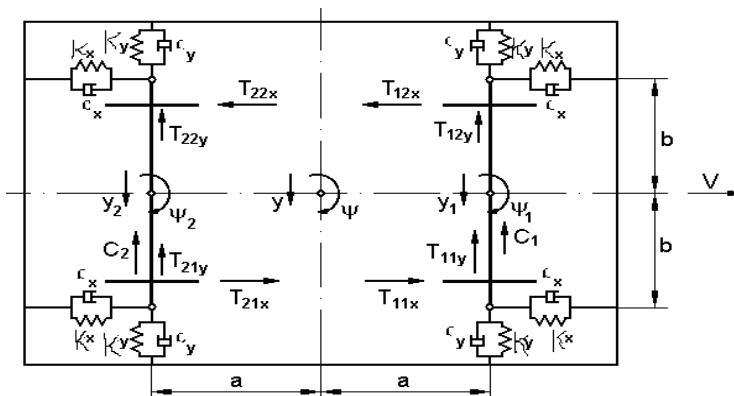 Kx Ky cy cy Ky Kx
cx T22x T12x cx
T22y T12y b
y2 Ψ2 y Ψ y1 Ψ1 V
C2 T21y T11y C1 b
cx T21x T11x cx
Kx Ky cy cy Ky Kx
a a